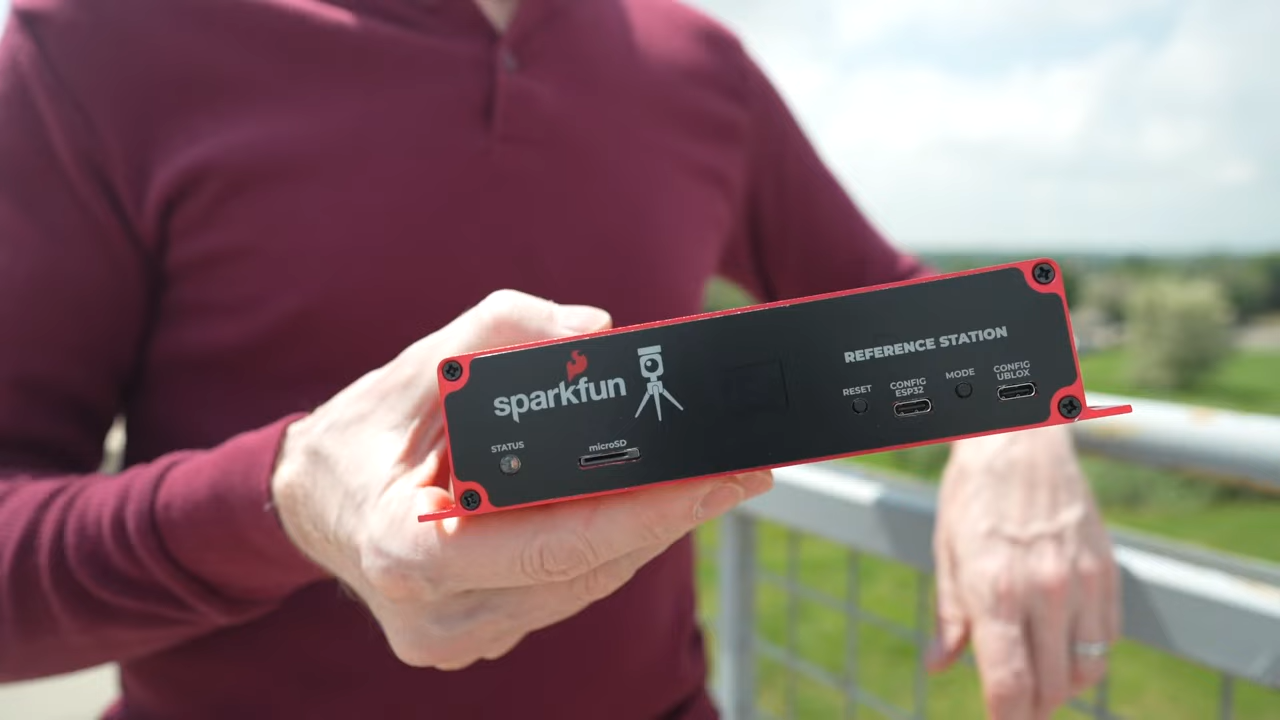 sparkfun
REFERENCE STATION
RESET
CONFIG
ESP32
MODE
CONFIG
UBLOX
STATUS
microSD